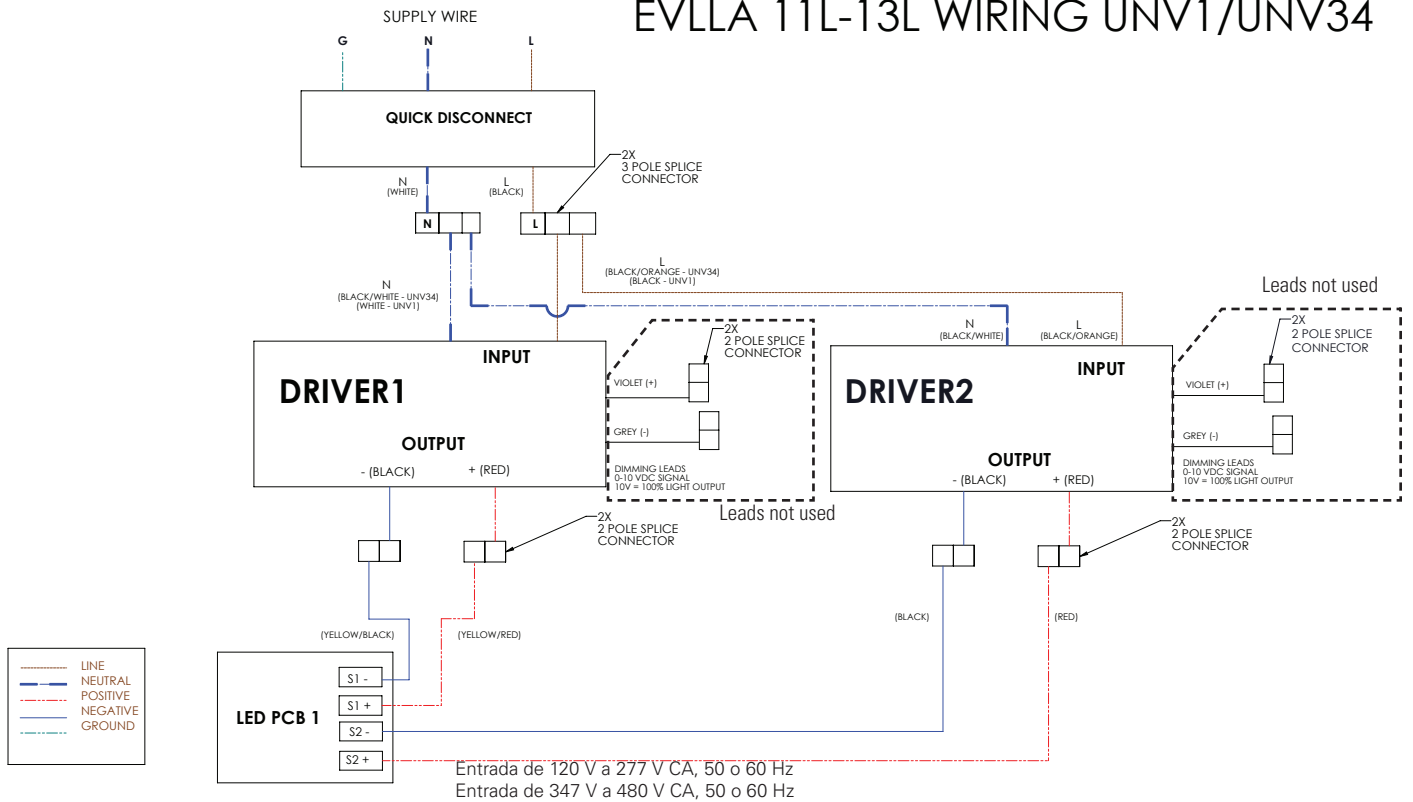 EVLLA 11L-13L WIRING UNV1/UNV34
SUPPLY WIRE
G N L
QUICK DISCONNECT
2X
3 POLE SPLICE
CONNECTOR
N
(WHITE)
L
(BLACK)
N
L
N
(BLACK/WHITE - UNV34)
(WHITE - UNV1)
L
(BLACK/ORANGE - UNV34)
(BLACK - UNV1)
N
(BLACK/WHITE)
L
(BLACK/ORANGE)
INPUT
DRIVER1
OUTPUT
- (BLACK)
+ (RED)
2X
2 POLE SPLICE
CONNECTOR
VIOLET (+)
GREY (-)
DIMMING LEADS
0-10 VDC SIGNAL
10V = 100% LIGHT OUTPUT
Leads not used
INPUT
DRIVER2
OUTPUT
- (BLACK)
+ (RED)
Leads not used
2X
2 POLE SPLICE
CONNECTOR
VIOLET (+)
GREY (-)
DIMMING LEADS
0-10 VDC SIGNAL
10V = 100% LIGHT OUTPUT
2X
2 POLE SPLICE
CONNECTOR
2X
2 POLE SPLICE
CONNECTOR
(YELLOW/BLACK)
(YELLOW/RED)
(BLACK)
(RED)
LINE
NEUTRAL
POSITIVE
NEGATIVE
GROUND
LED PCB 1
S1 -
S1 +
S2 -
S2 +
Entrada de 120 V a 277 V CA, 50 o 60 Hz
Entrada de 347 V a 480 V CA, 50 o 60 Hz